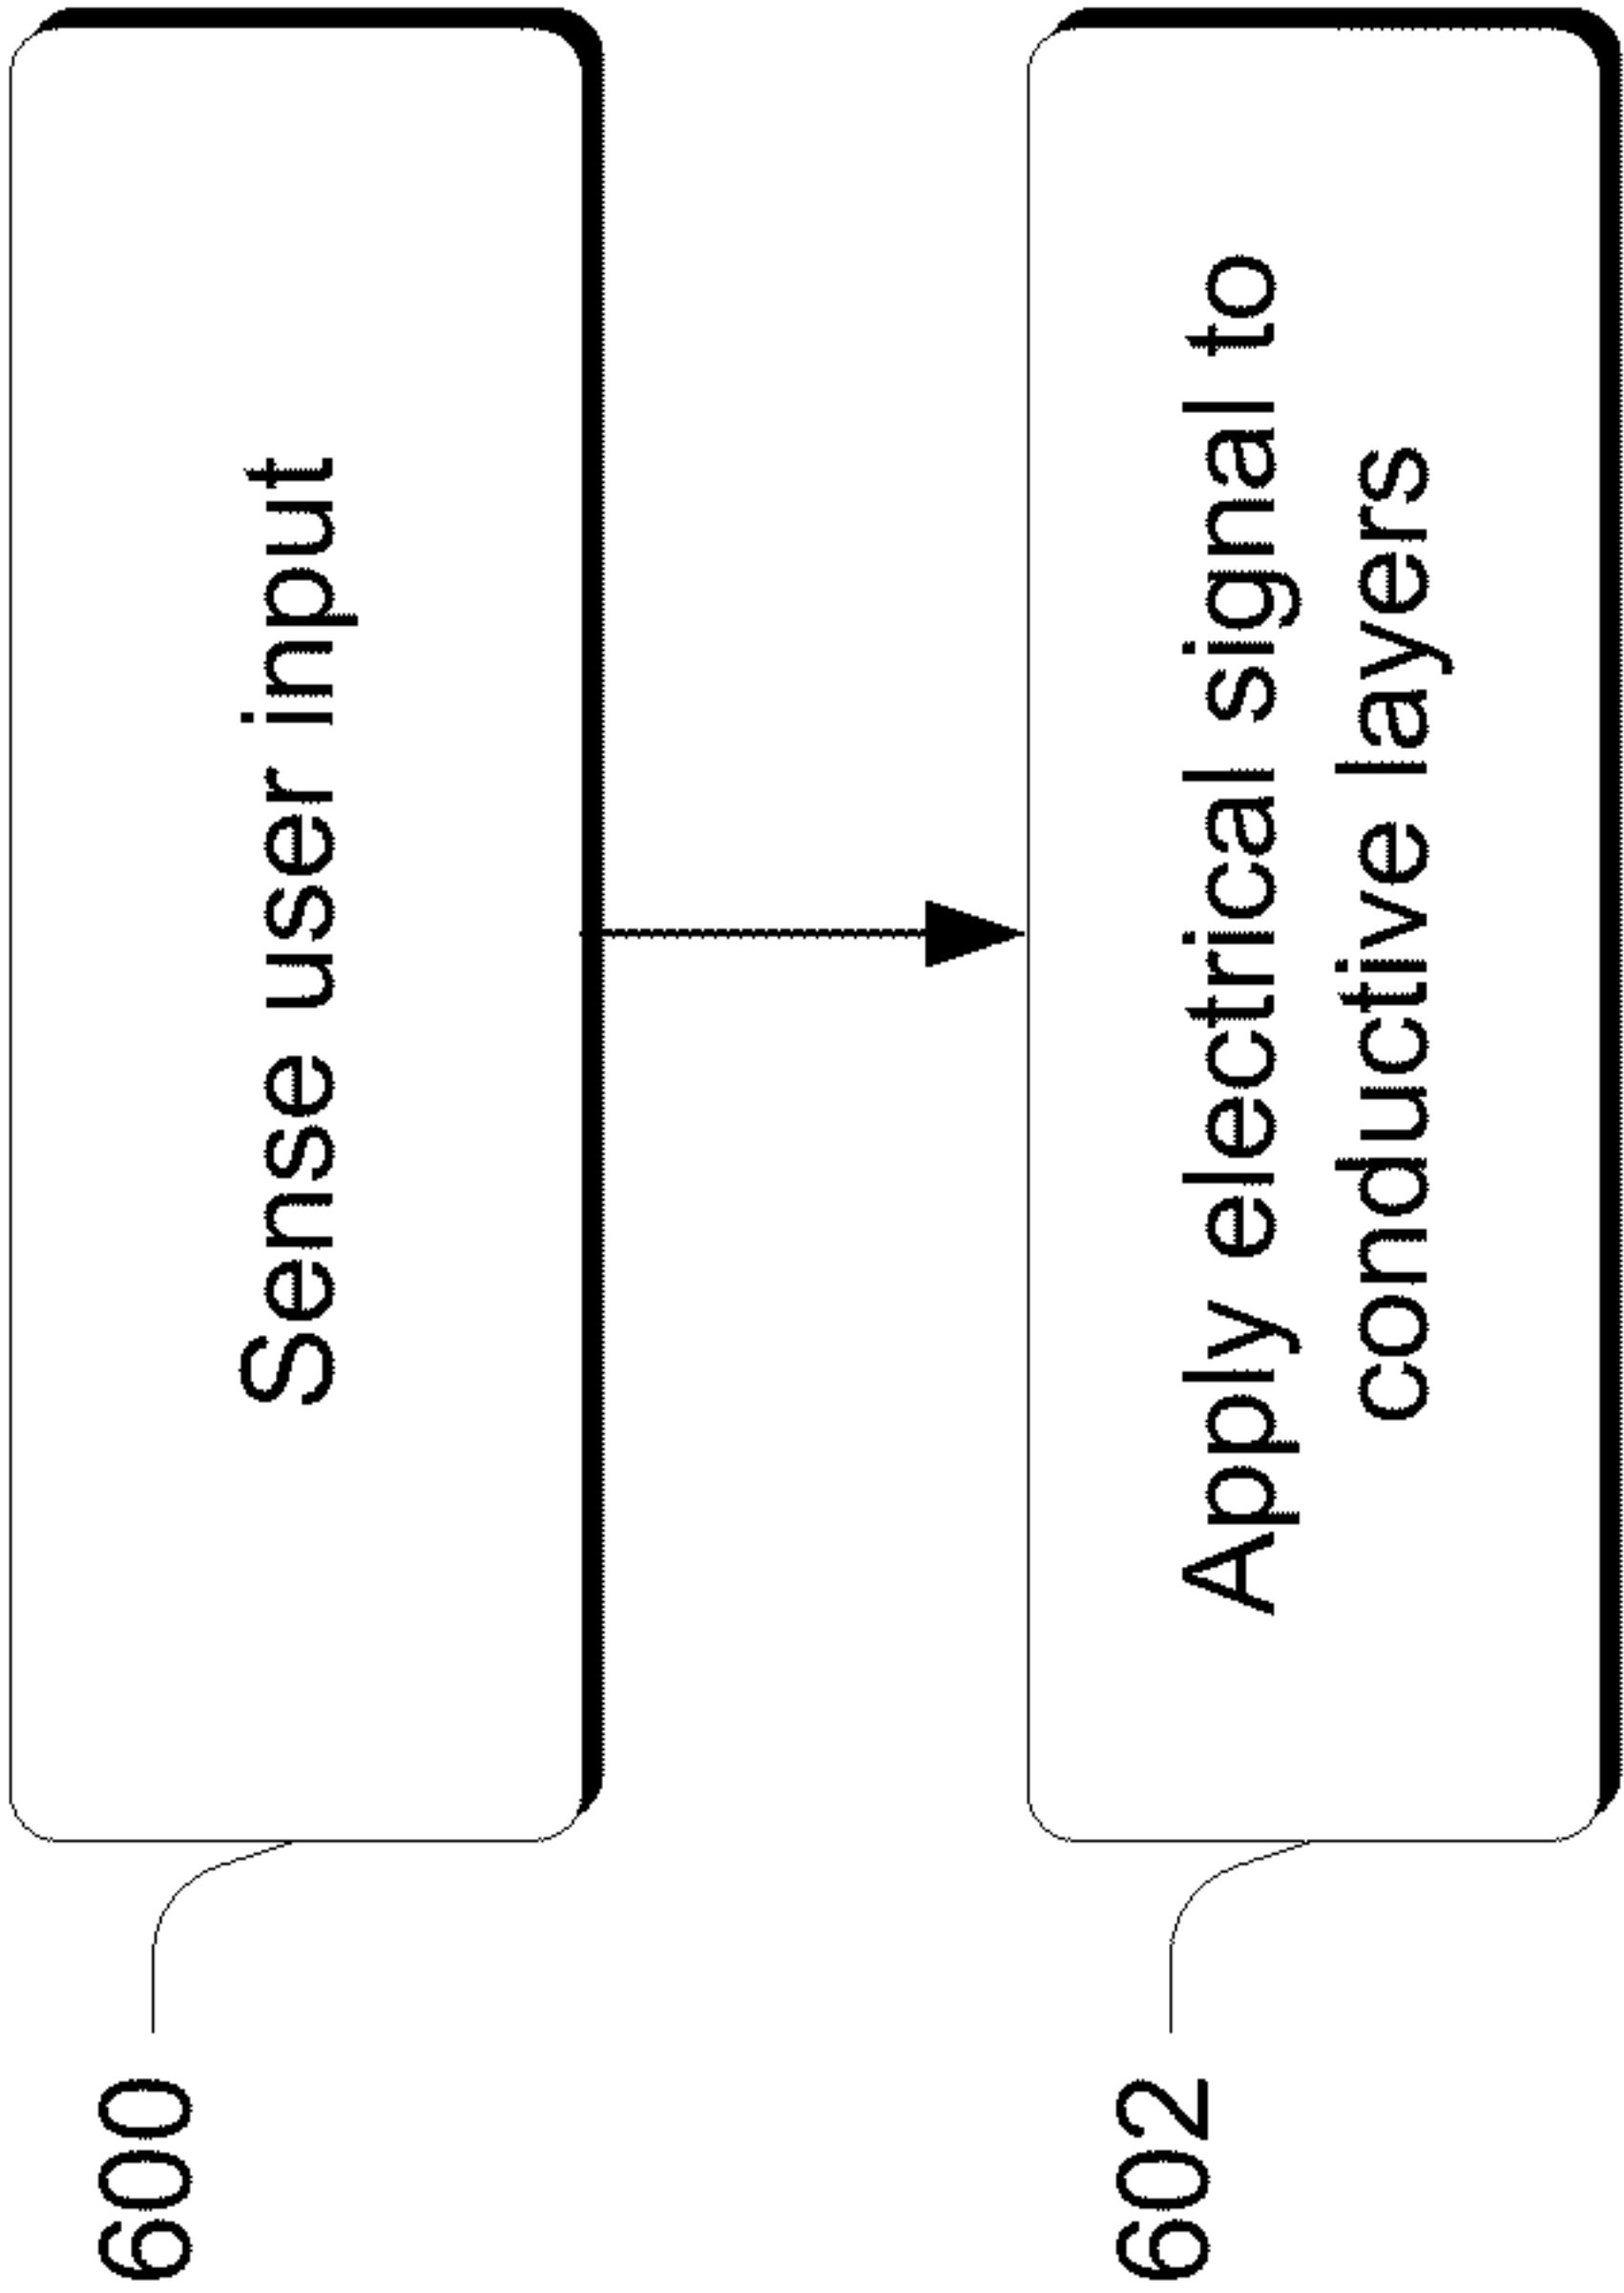 600
Sense user input
602
Apply electrical signal to
conductive layers